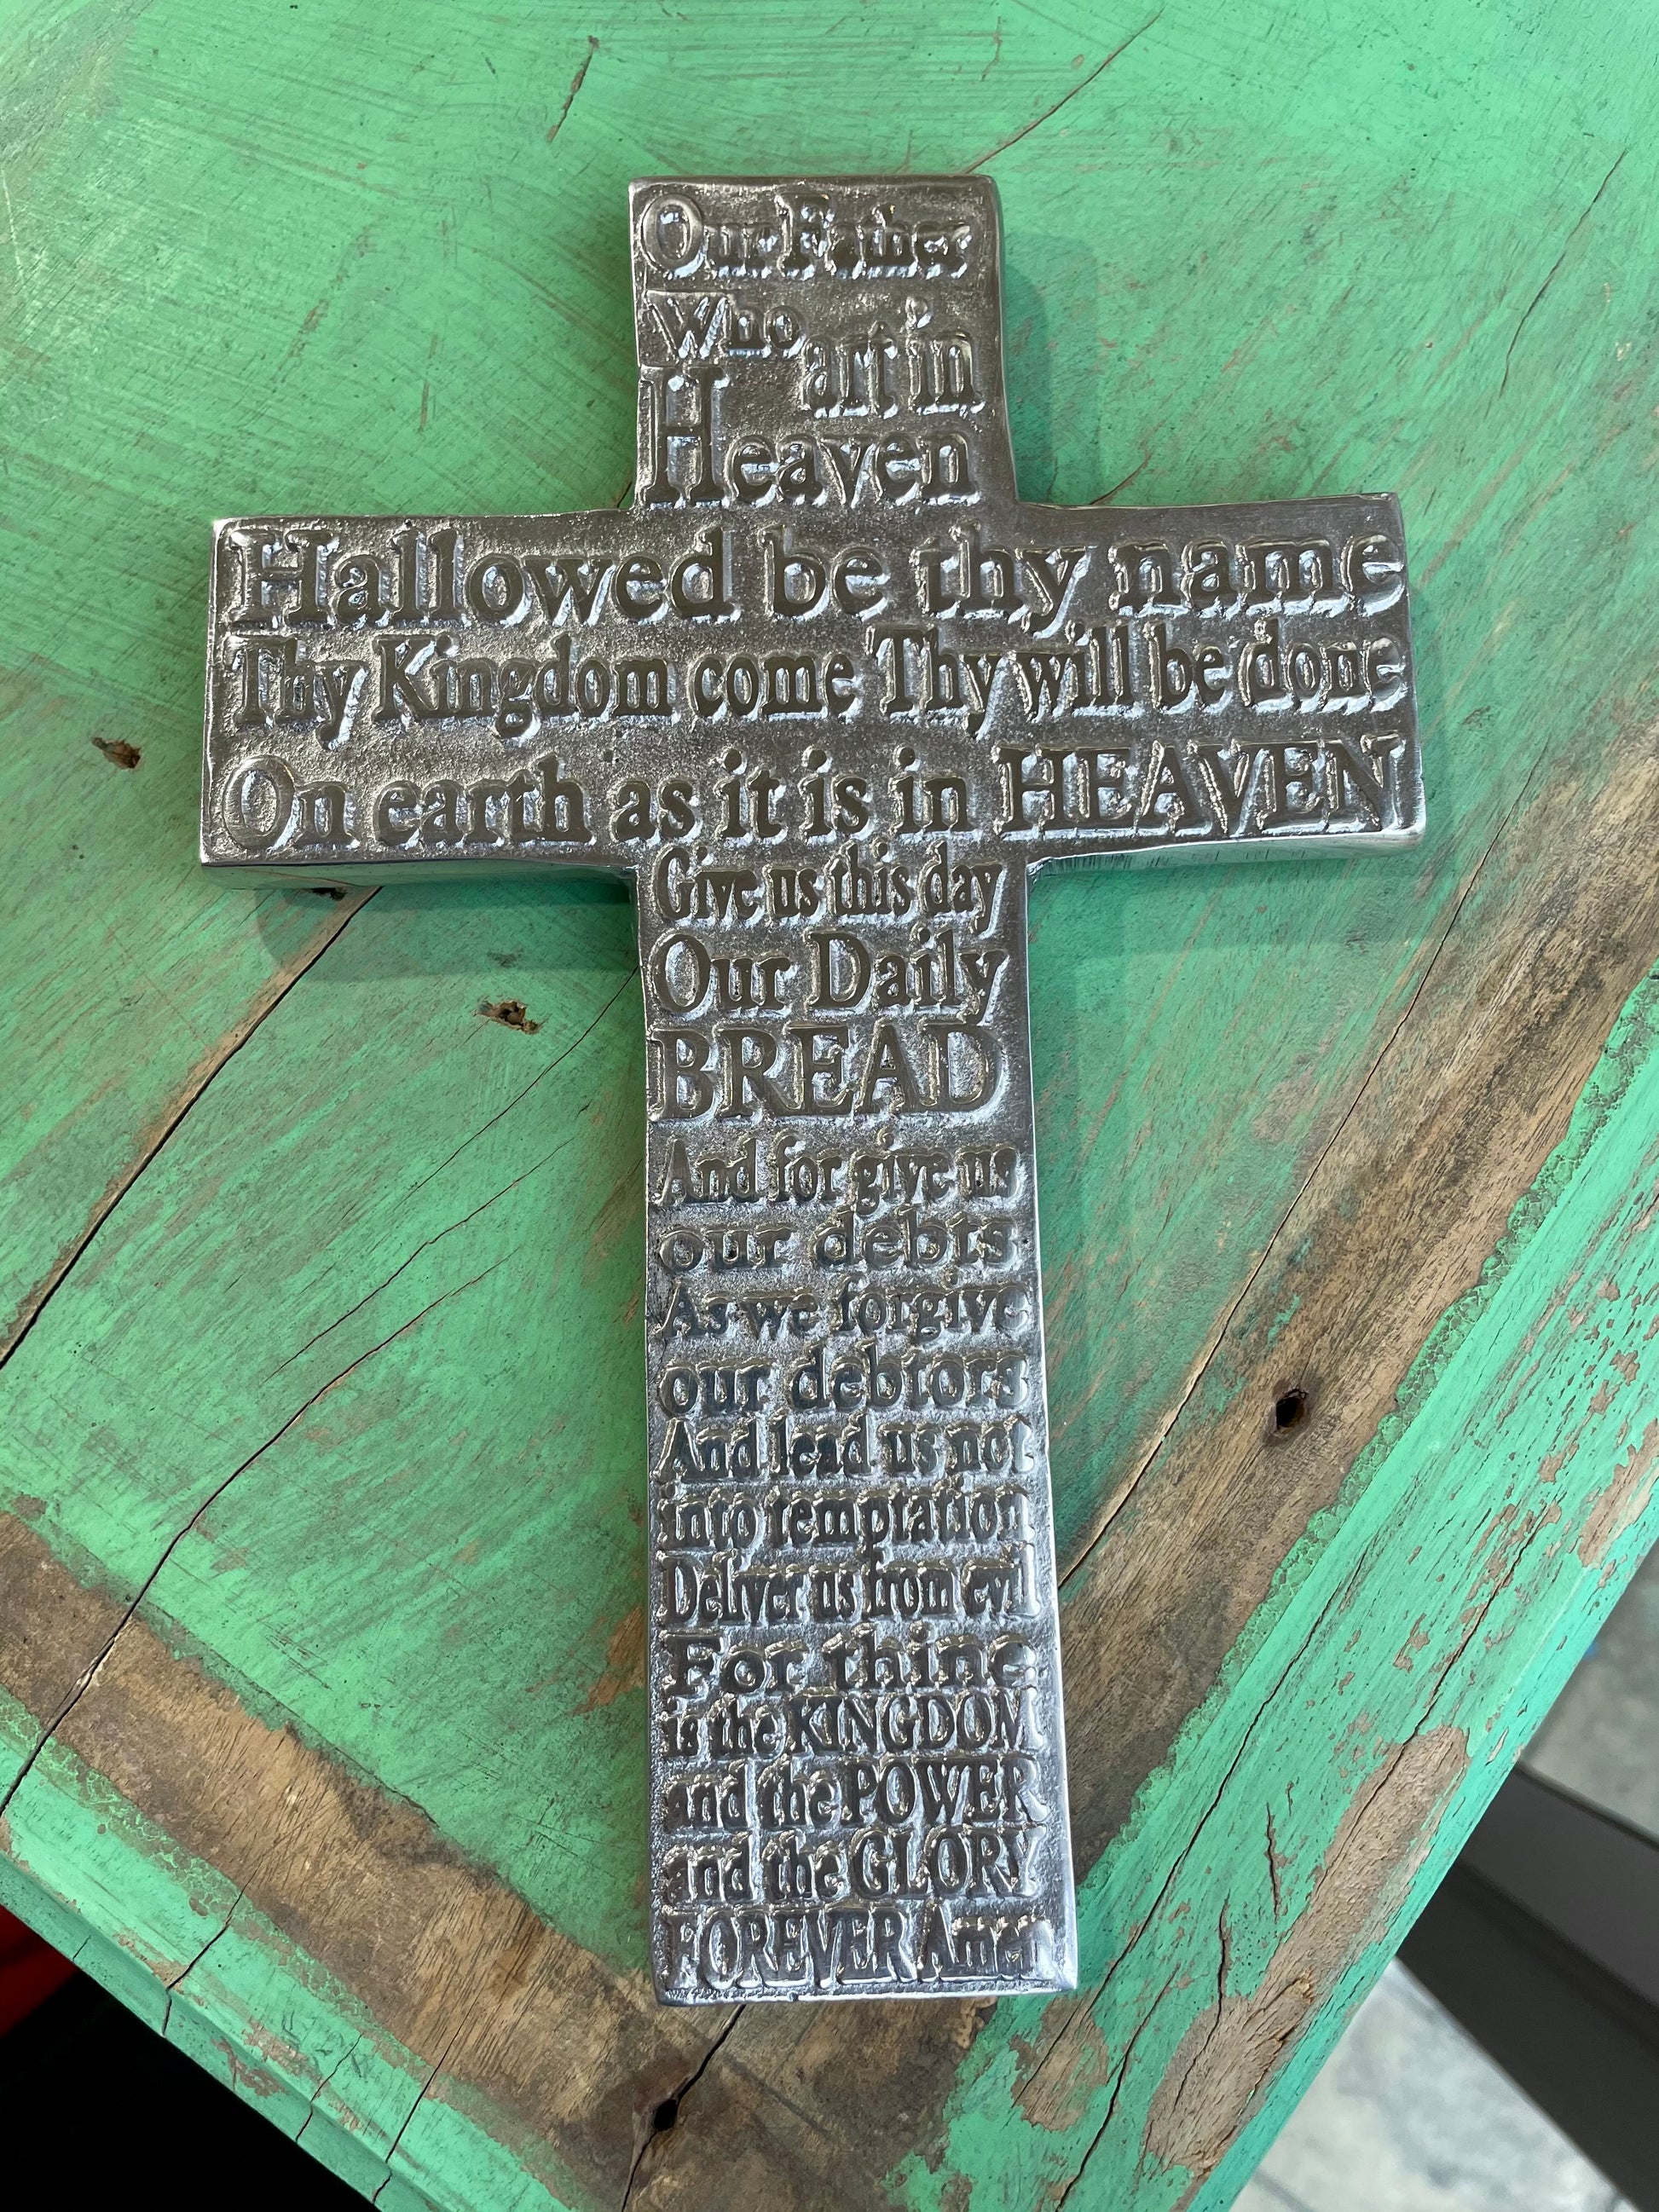 Our Father
Who art in
Heaven
Hallowed be thy name
Thy Kingdom come Thy will be done
On earth as it is in HEAVEN
Give us this day
Our Daily
BREAD
And for give us
our debts
As we forgive
our debtors
And lead us not
into temptation
Deliver us from evil
For thine
is the KINGDOM
and the POWER
and the GLORY
FOREVER Amen